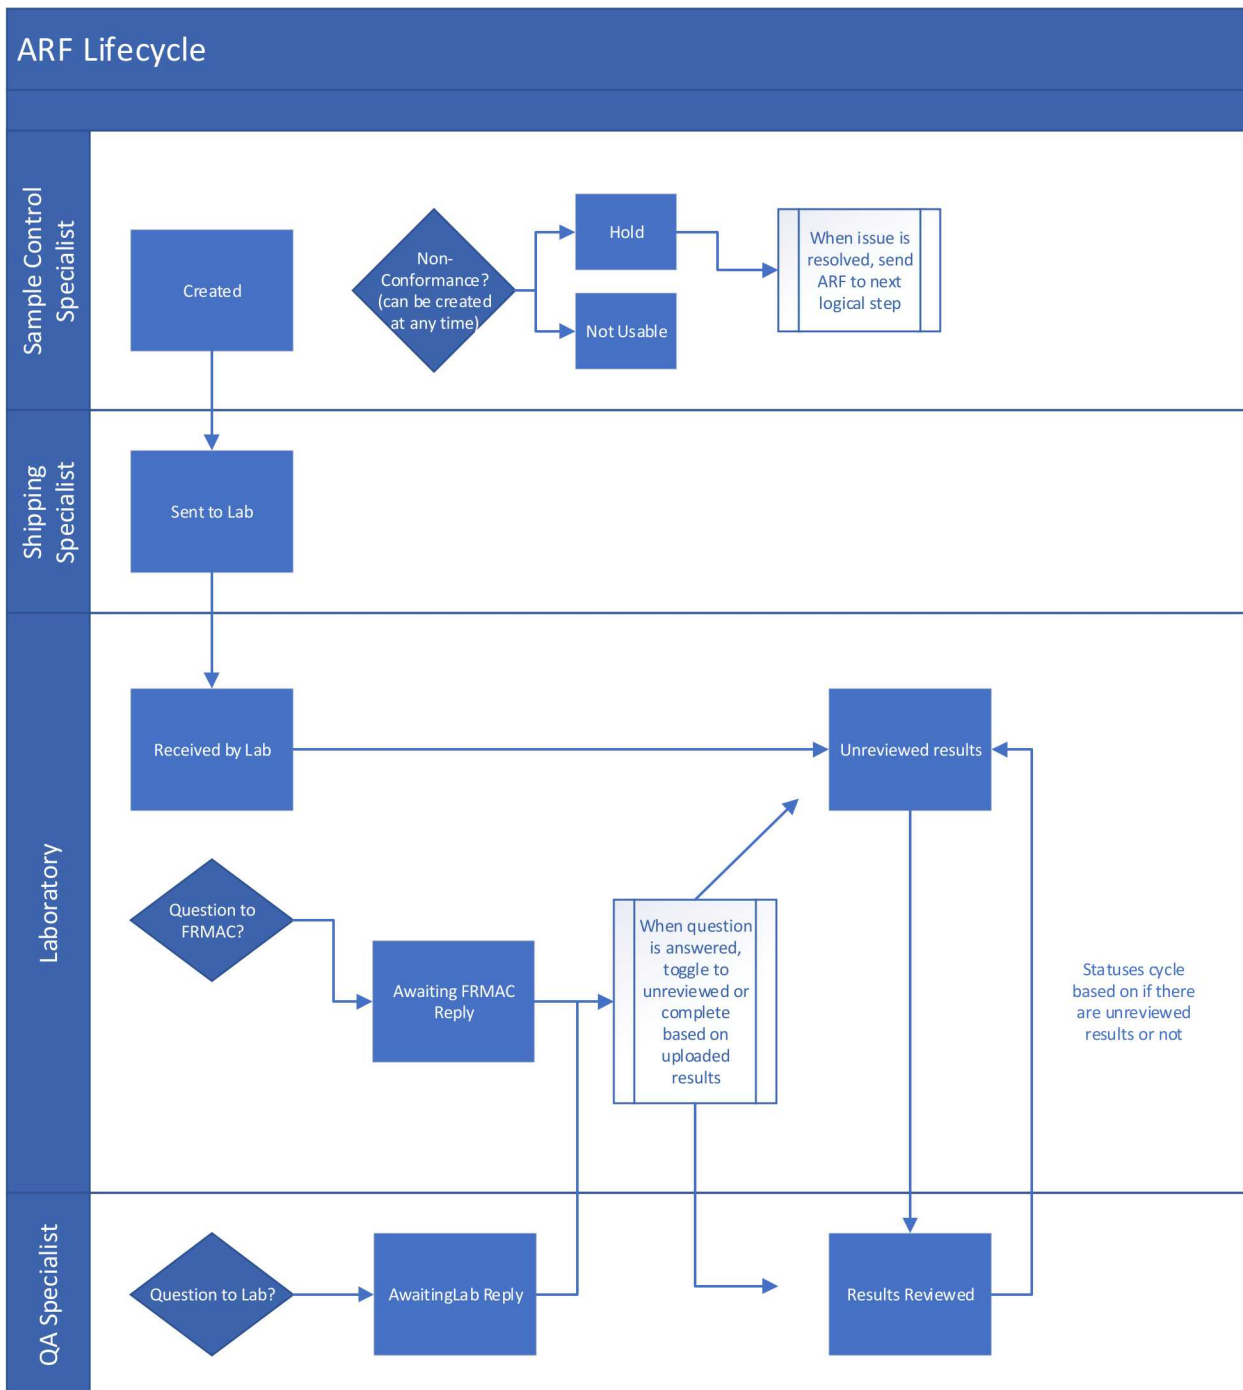 ARF Lifecycle
Sample Control
Specialist
Created
Non-
Conformance?
(can be created
at any time)
Hold
Not Usable
When issue is
resolved, send
ARF to next
logical step
Shipping
Specialist
Sent to Lab
Laboratory
Received by Lab
Unreviewed results
Question to
FRMAC?
Awaiting FRMAC
Reply
When question
is answered,
toggle to
unreviewed or
complete
based on
uploaded
results
Statuses cycle
based on if there
are unreviewed
results or not
QA Specialist
Question to Lab?
AwaitingLab Reply
Results Reviewed